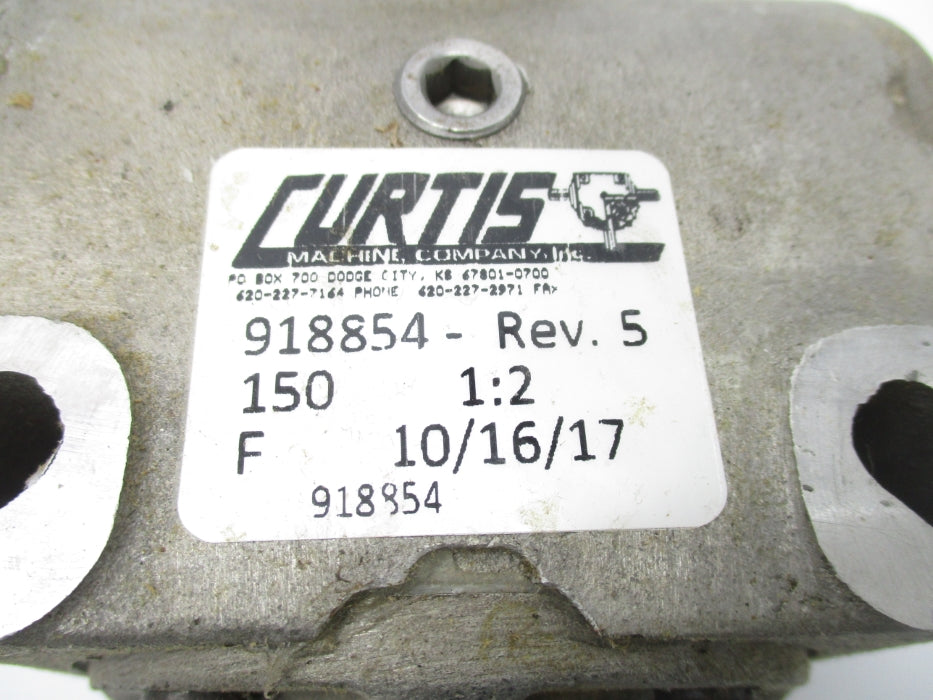 CURTIS
MACHINE COMPANY, Inc.
PO BOX 700 DODGE CITY, KS 67801-0700
620-227-7164 PHONE 620-227-2971 FAX
918854 - Rev. 5
150 1:2
F 10/16/17
918854